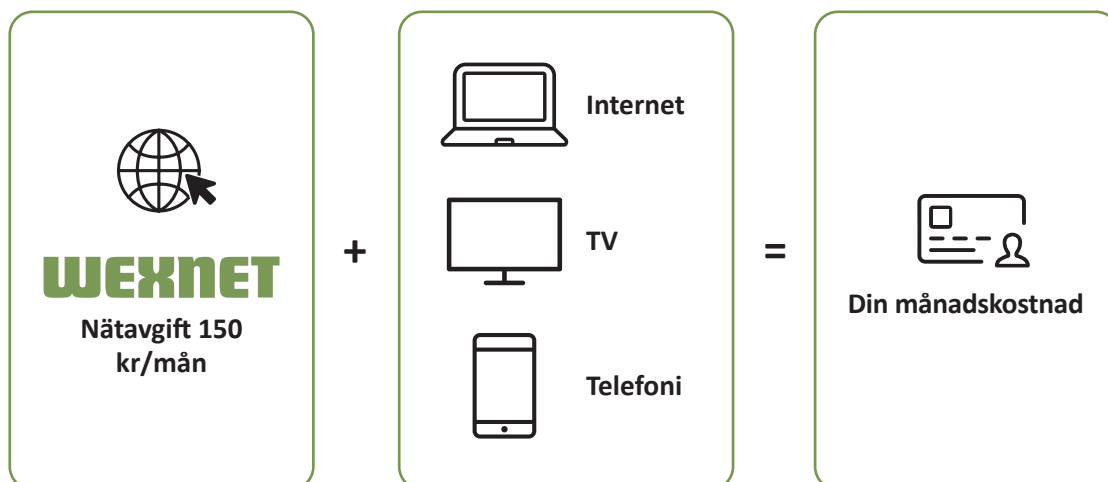 WEXNET
Nätavgift 150
kr/mån
+
Internet
TV
Telefoni
=
Din månadskostnad